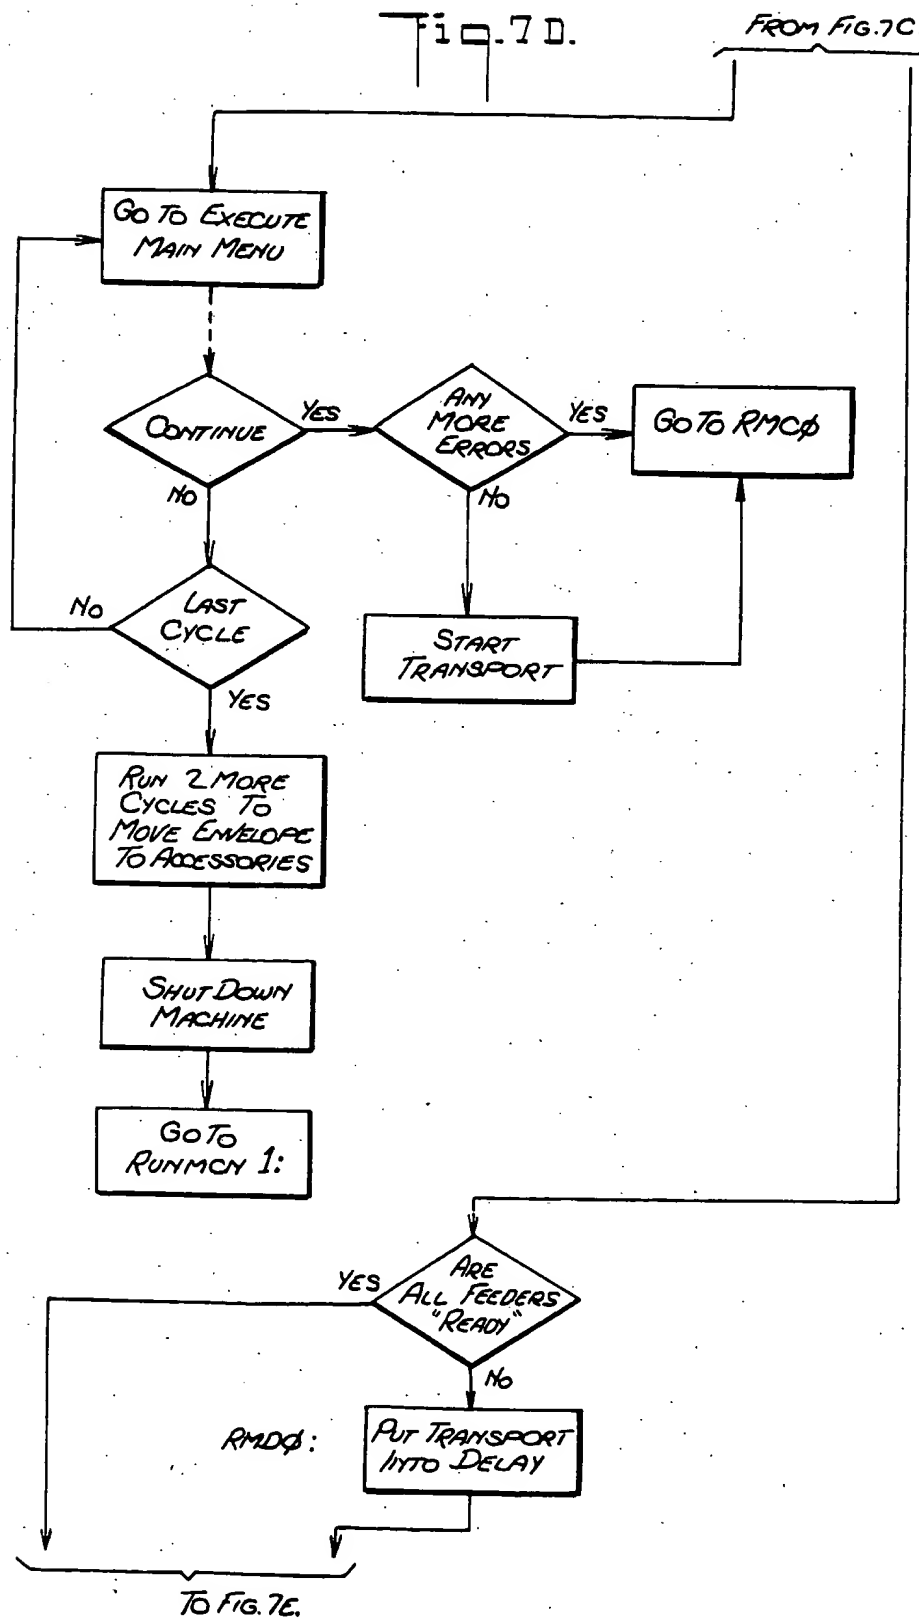 Fig. 7D.
FROM FIG. 7C
GO TO EXECUTE
MAIN MENU
CONTINUE
YES
NO
ANY
MORE
ERRORS
YES
NO
GO TO RMCØ
LAST
CYCLE
NO
YES
START
TRANSPORT
RUN 2 MORE
CYCLES TO
MOVE ENVELOPE
TO ACCESSORIES
SHUT DOWN
MACHINE
GO TO
RUNMCN 1:
ARE
ALL FEEDERS
"READY"
YES
NO
RMDØ:
PUT TRANSPORT
INTO DELAY
TO FIG. 7E.